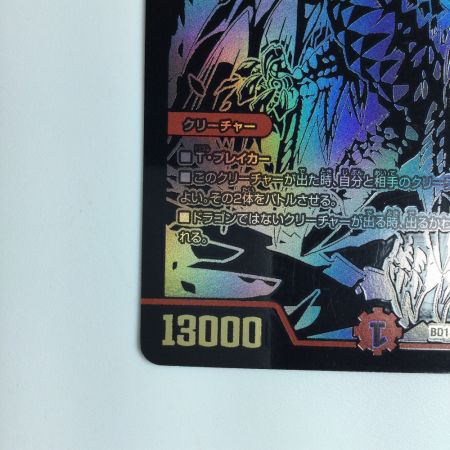 クリーチャー
■T・ブレイカー
■このクリーチャーが出た時、自分と相手のクリーチ
よい。その2体をバトルさせる。
■ドラゴンではないクリーチャーが出る時、出るかわ
れる。
13000
T
BD1